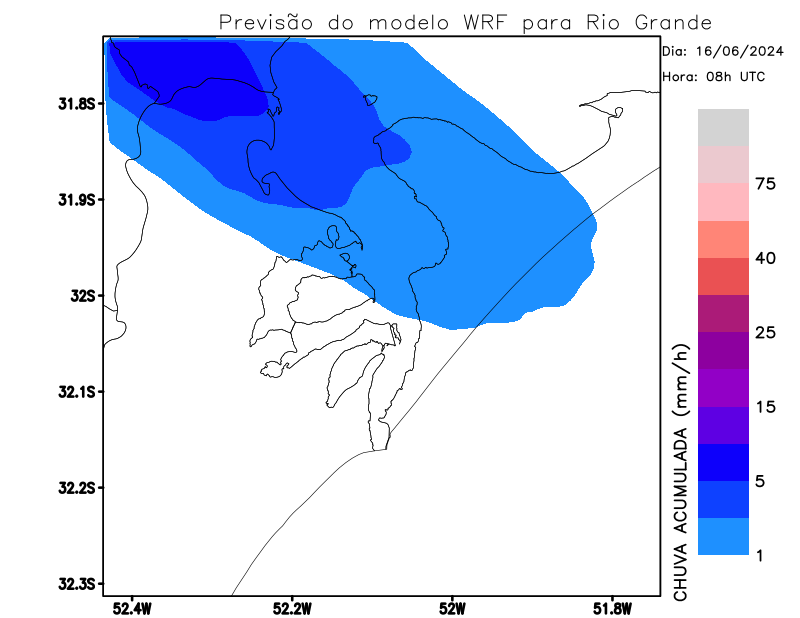 Previsão do modelo WRF para Rio Grande
Dia: 16/06/2024
Hora: 08h UTC
31.8S
31.9S
32S
32.1S
32.2S
32.3S
52.4W
52.2W
52W
51.8W
75
40
25
15
5
1
CHUVA ACUMULADA (mm/h)